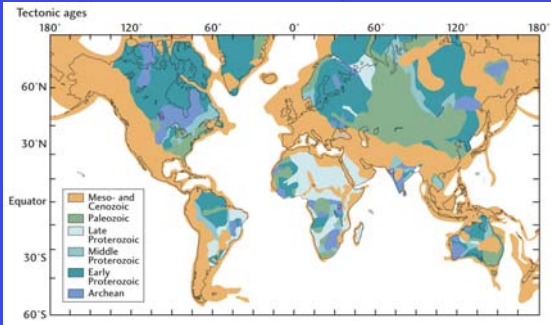 Tectonic ages
180° 120° 60° 0° 60° 120° 180°
60°N
30°N
Equator
30°S
60°S
Meso- and
Cenozoic
Paleozoic
Late
Proterozoic
Middle
Proterozoic
Early
Proterozoic
Archean